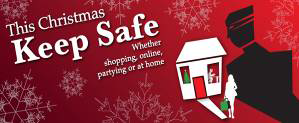 This Christmas
Keep Safe
Whether
shopping, online,
partying or at home